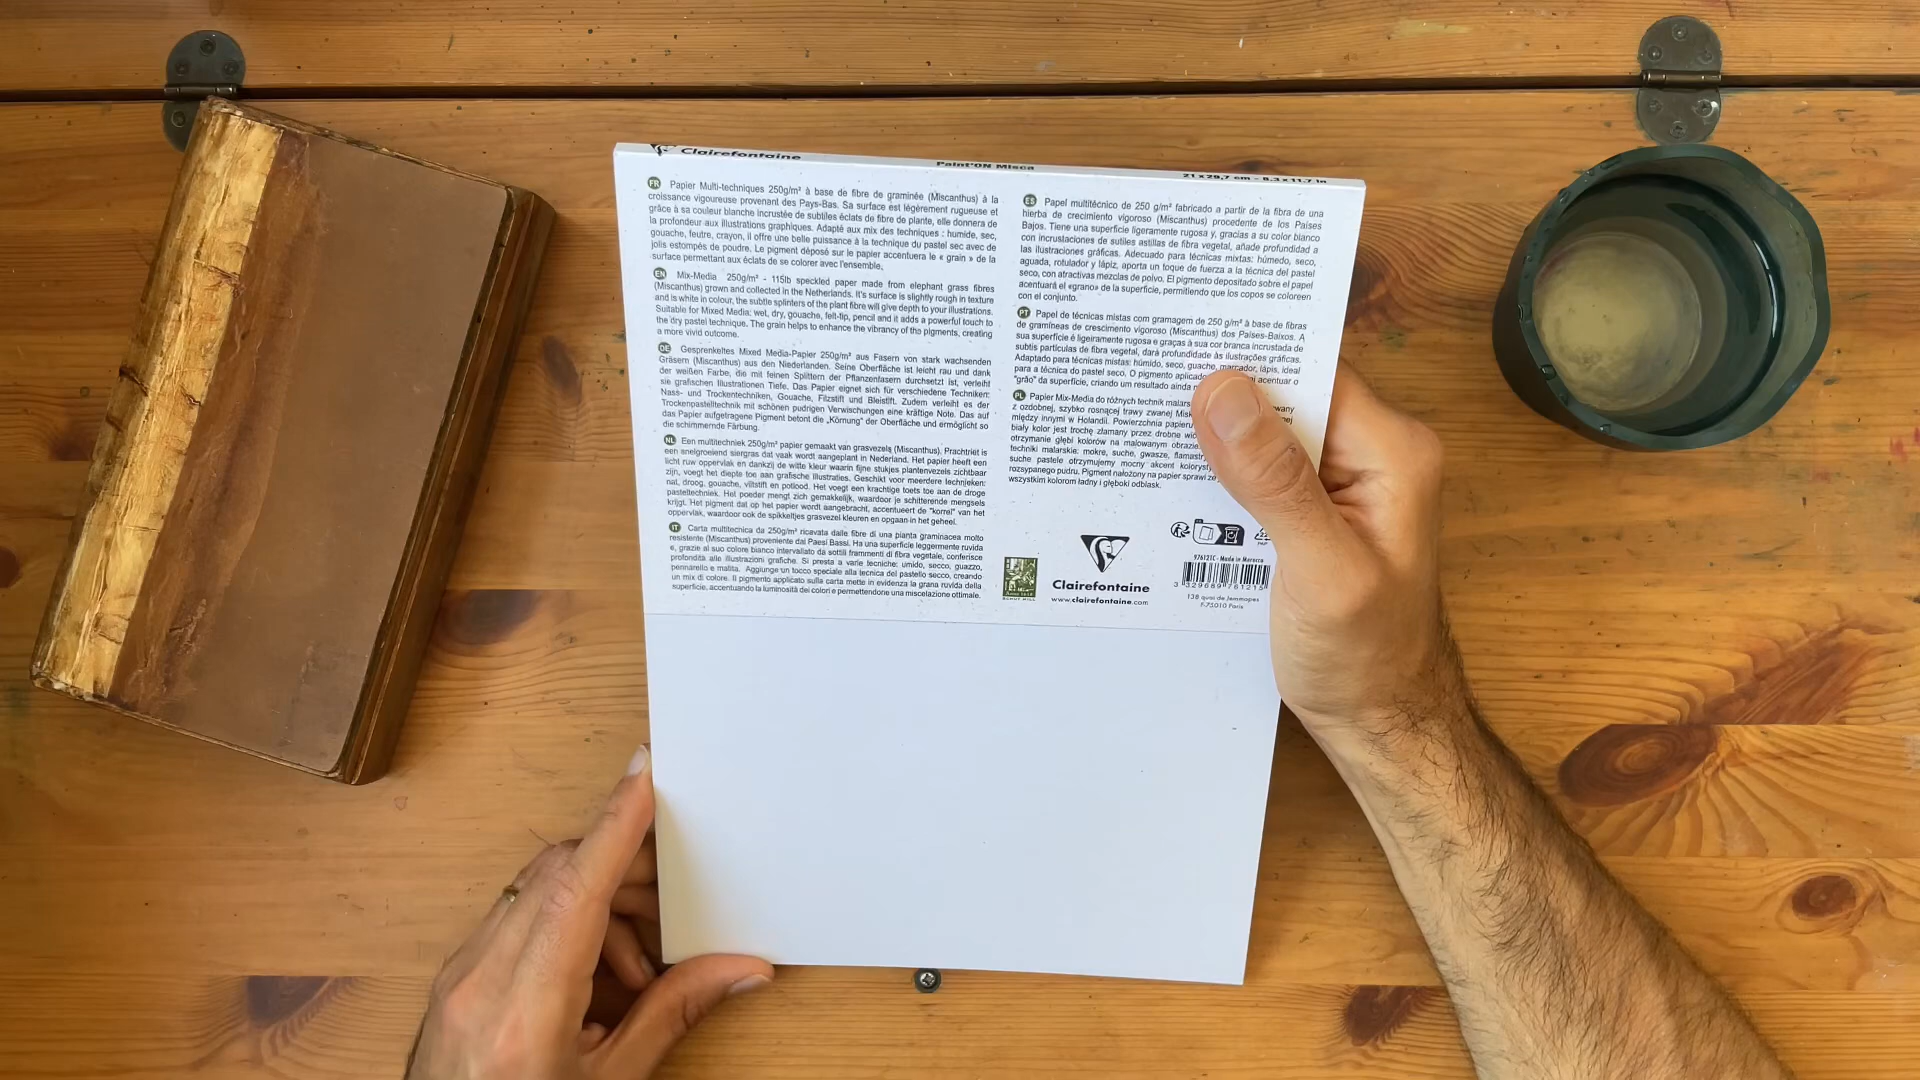 Clairefontaine
Paint'ON Misca
21 x 29,7 cm - 8.3 x 11.7 in
FR Papier Multi-techniques 250g/m² à base de fibre de graminée (Miscanthus) à la
croissance vigoureuse provenant des Pays-Bas. Sa surface est légèrement rugueuse et
grâce à sa couleur blanche incrustée de subtiles éclats de fibre de plante, elle donnera de
la profondeur aux illustrations graphiques. Adapté aux mix des techniques : humide, sec,
gouache, feutre, crayon, il offre une belle puissance à la technique du pastel sec avec de
jolis estompés de poudre. Le pigment déposé sur le papier accentuera le « grain » de la
surface permettant aux éclats de se colorer avec l'ensemble.
EN Mix-Media 250g/m² - 115lb speckled paper made from elephant grass fibres
(Miscanthus) grown and collected in the Netherlands. It's surface is slightly rough in texture
and is white in colour, the subtle splinters of the plant fibre will give depth to your illustrations.
Suitable for Mixed Media; wet, dry, gouache, felt-tip, pencil and it adds a powerful touch to
the dry pastel technique. The grain helps to enhance the vibrancy of the pigments, creating
a more vivid outcome.
DE Gesprenkeltes Mixed Media-Papier 250g/m² aus Fasern von stark wachsenden
Gräsern (Miscanthus) aus den Niederlanden. Seine Oberfläche ist leicht rau und dank
der weißen Farbe, die mit feinen Splittern der Pflanzenfasern durchsetzt ist, verleiht
sie grafischen Illustrationen Tiefe. Das Papier eignet sich für verschiedene Techniken:
Nass- und Trockentechniken, Gouache, Filzstift und Bleistift. Zudem verleiht es der
Trockenpastelltechnik mit schönen pudrigen Verwischungen eine kräftige Note. Das auf
das Papier aufgetragene Pigment betont die „Körnung" der Oberfläche und ermöglicht so
die schimmernde Färbung.
NL Een multitechniek 250g/m² papier gemaakt van grasvezels (Miscanthus). Prachtriet is
een snelgroeiend siergras dat vaak wordt aangeplant in Nederland. Het papier heeft een
licht ruw oppervlak en dankzij de witte kleur waarin fijne stukjes plantenvezels zichtbaar
zijn, voegt het diepte toe aan grafische illustraties. Geschikt voor meerdere technieken:
nat, droog, gouache, viltstift en potlood. Het voegt een krachtige toets toe aan de droge
pasteltechniek. Het poeder mengt zich gemakkelijk, waardoor je schitterende mengsels
krijgt. Het pigment dat op het papier wordt aangebracht, accentueert de "korrel" van het
oppervlak, waardoor ook de spikkeltjes grasvezel kleuren en opgaan in het geheel.
IT Carta multitecnica da 250g/m² ricavata dalle fibre di una pianta graminacea molto
resistente (Miscanthus) proveniente dai Paesi Bassi. Ha una superficie leggermente ruvida
e, grazie al suo colore bianco intervallato da sottili frammenti di fibra vegetale, conferisce
profondità alle illustrazioni grafiche. Si presta a varie tecniche: umido, secco, guazzo,
pennarello e matita. Aggiunge un tocco speciale alla tecnica del pastello secco, creando
un mix di colore. Il pigmento applicato sulla carta mette in evidenza la grana ruvida della
superficie, accentuando la luminosità dei colori e permettendone una miscelazione ottimale.
ES Papel multitécnico de 250 g/m² fabricado a partir de la fibra de una
hierba de crecimiento vigoroso (Miscanthus) procedente de los Países
Bajos. Tiene una superficie ligeramente rugosa y, gracias a su color blanco
con incrustaciones de sutiles astillas de fibra vegetal, añade profundidad a
las ilustraciones gráficas. Adecuado para técnicas mixtas: húmedo, seco,
aguada, rotulador y lápiz, aporta un toque de fuerza a la técnica del pastel
seco, con atractivas mezclas de polvo. El pigmento depositado sobre el papel
acentuará el «grano» de la superficie, permitiendo que los copos se coloreen
con el conjunto.
PT Papel de técnicas mistas com gramagem de 250 g/m² à base de fibras
de gramíneas de crescimento vigoroso (Miscanthus) dos Países-Baixos. A
sua superfície é ligeiramente rugosa e graças à sua cor branca incrustada de
subtis partículas de fibra vegetal, dará profundidade às ilustrações gráficas.
Adaptado para técnicas mistas: húmido, seco, guache, marcador, lápis, ideal
para a técnica do pastel seco. O pigmento aplicado acentuar o
"grão" da superfície, criando um resultado ainda
PL Papier Mix-Media do różnych technik malars
z ozdobnej, szybko rosnącej trawy zwanej
między innymi w Holandii. Powierzchnia papieru
biały kolor jest trochę złamany przez drobne
otrzymanie głębi kolorów na malowanym obrazie.
techniki malarskie: mokre, suche, gwasze,
suche pastele otrzymujemy mocny akcent
rozsypanego pudru. Pigment nałożony na papier sprawi że
wszystkim kolorom ładny i głęboki odblask.
Clairefontaine
www.clairefontaine.com
22
PAP
976121C - Made in Morocco
138 quai de Jemmapes
F-75010 Paris